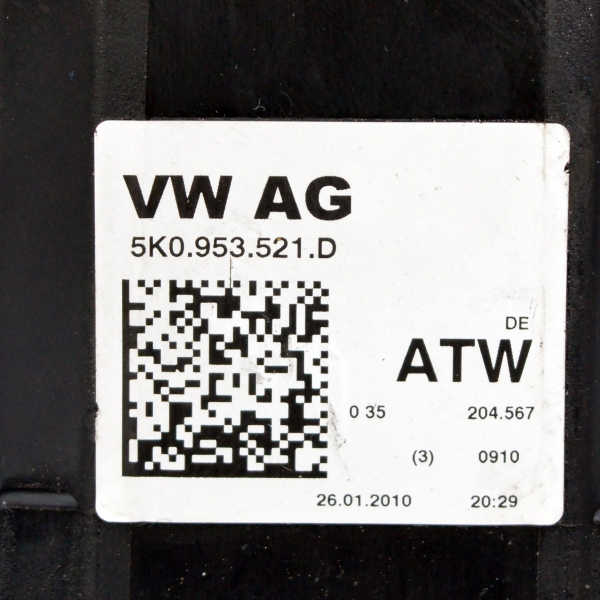 VW AG
5K0.953.521.D
DE
ATW
0 35 204.567
(3) 0910
26.01.2010 20:29